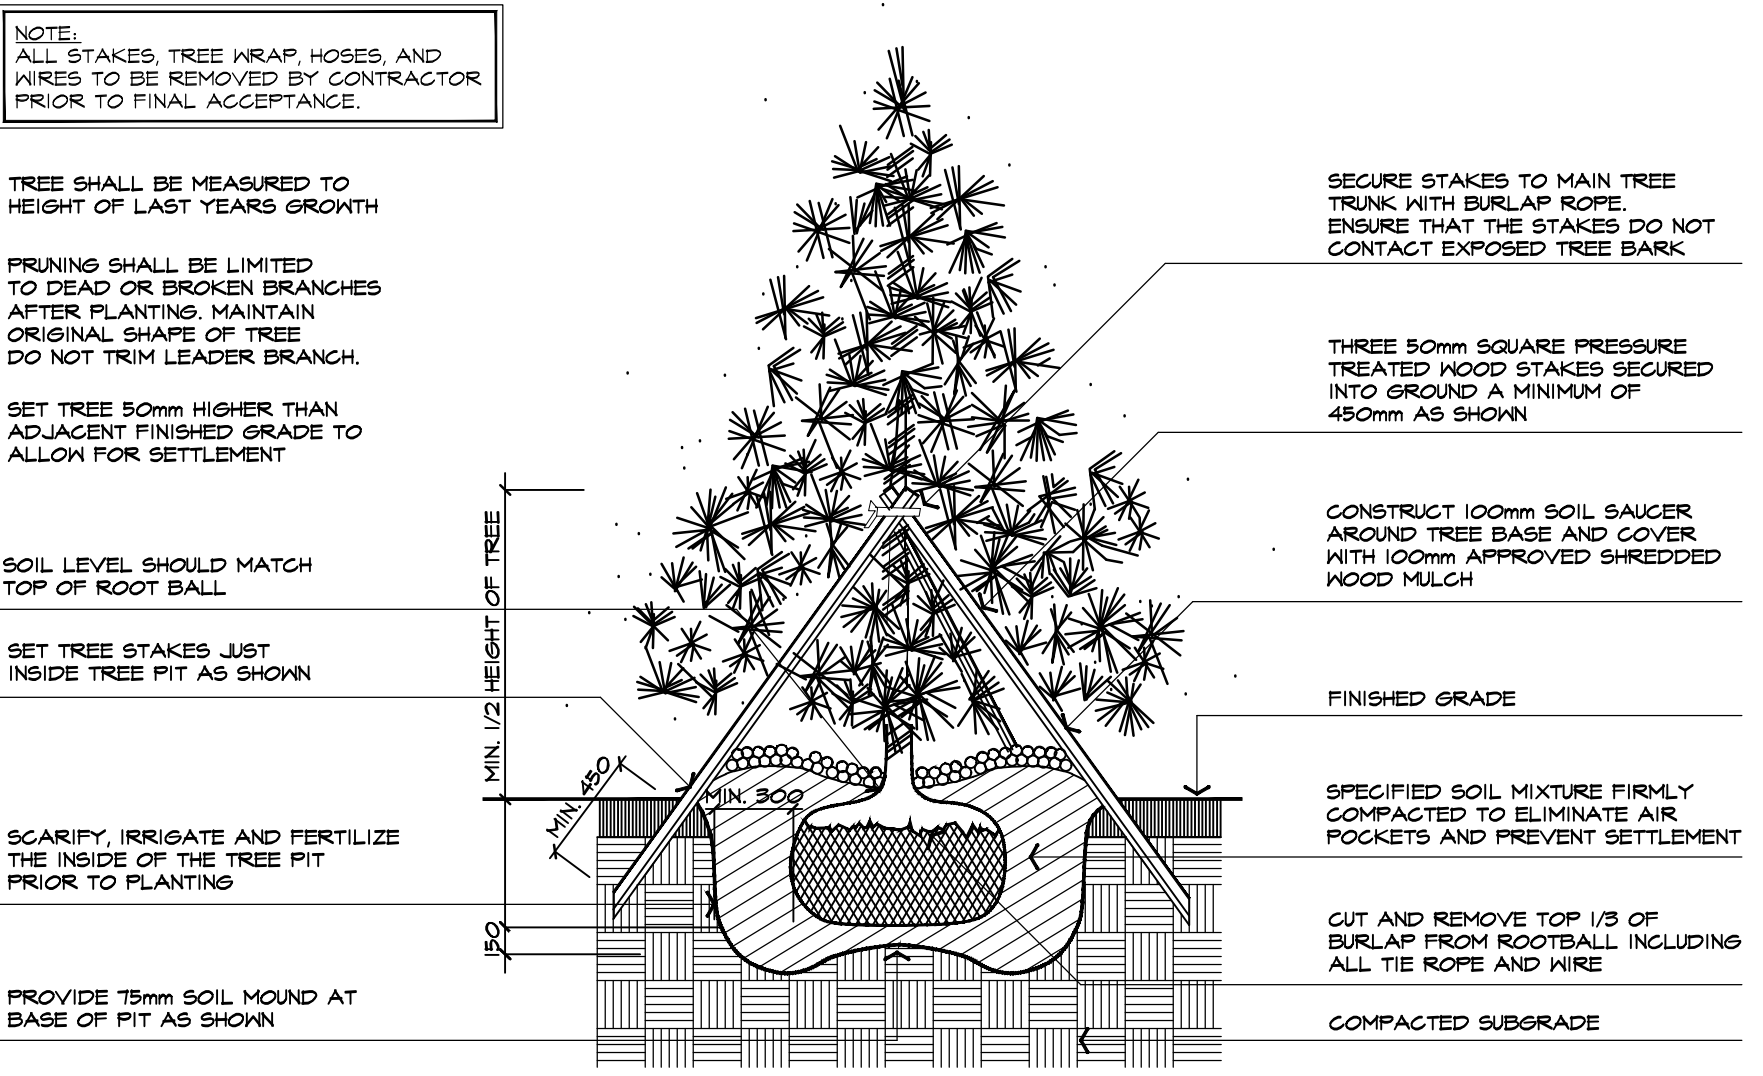 NOTE:
ALL STAKES, TREE WRAP, HOSES, AND
WIRES TO BE REMOVED BY CONTRACTOR
PRIOR TO FINAL ACCEPTANCE.
TREE SHALL BE MEASURED TO
HEIGHT OF LAST YEARS GROWTH
PRUNING SHALL BE LIMITED
TO DEAD OR BROKEN BRANCHES
AFTER PLANTING. MAINTAIN
ORIGINAL SHAPE OF TREE
DO NOT TRIM LEADER BRANCH.
SET TREE 50mm HIGHER THAN
ADJACENT FINISHED GRADE TO
ALLOW FOR SETTLEMENT
SOIL LEVEL SHOULD MATCH
TOP OF ROOT BALL
SET TREE STAKES JUST
INSIDE TREE PIT AS SHOWN
SCARIFY, IRRIGATE AND FERTILIZE
THE INSIDE OF THE TREE PIT
PRIOR TO PLANTING
PROVIDE 75mm SOIL MOUND AT
BASE OF PIT AS SHOWN
MIN. 1/2 HEIGHT OF TREE
MIN. 450
MIN. 300
150
SECURE STAKES TO MAIN TREE
TRUNK WITH BURLAP ROPE.
ENSURE THAT THE STAKES DO NOT
CONTACT EXPOSED TREE BARK
THREE 50mm SQUARE PRESSURE
TREATED WOOD STAKES SECURED
INTO GROUND A MINIMUM OF
450mm AS SHOWN
CONSTRUCT 100mm SOIL SAUCER
AROUND TREE BASE AND COVER
WITH 100mm APPROVED SHREDDED
WOOD MULCH
FINISHED GRADE
SPECIFIED SOIL MIXTURE FIRMLY
COMPACTED TO ELIMINATE AIR
POCKETS AND PREVENT SETTLEMENT
CUT AND REMOVE TOP 1/3 OF
BURLAP FROM ROOTBALL INCLUDING
ALL TIE ROPE AND WIRE
COMPACTED SUBGRADE